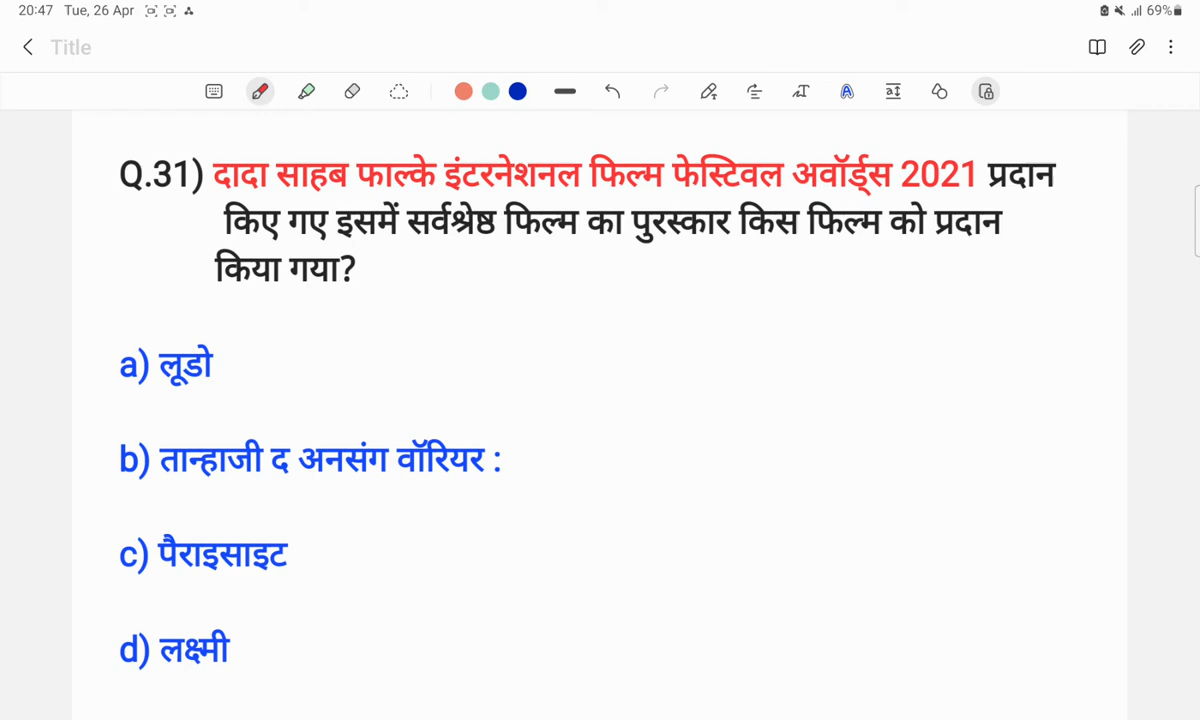 20:47 Tue, 26 Apr 69%
Title
Q.31) दादा साहब फाल्के इंटरनेशनल फिल्म फेस्टिवल अवॉर्ड्स 2021 प्रदान
किए गए इसमें सर्वश्रेष्ठ फिल्म का पुरस्कार किस फिल्म को प्रदान
किया गया?
a) लूडो
b) तान्हाजी द अनसंग वॉरियर :
c) पैराइसाइट
d) लक्ष्मी